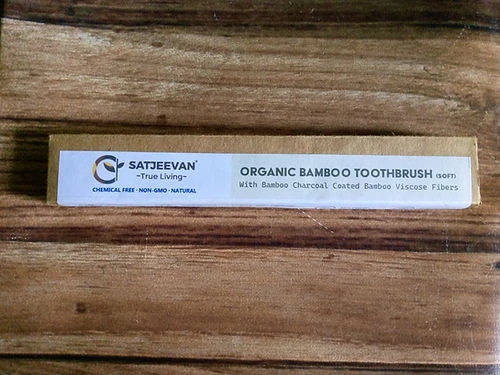 SATJEEVAN®
~True Living~
CHEMICAL FREE · NON-GMO · NATURAL
ORGANIC BAMBOO TOOTHBRUSH (SOFT)
With Bamboo Charcoal Coated Bamboo Viscose Fibers